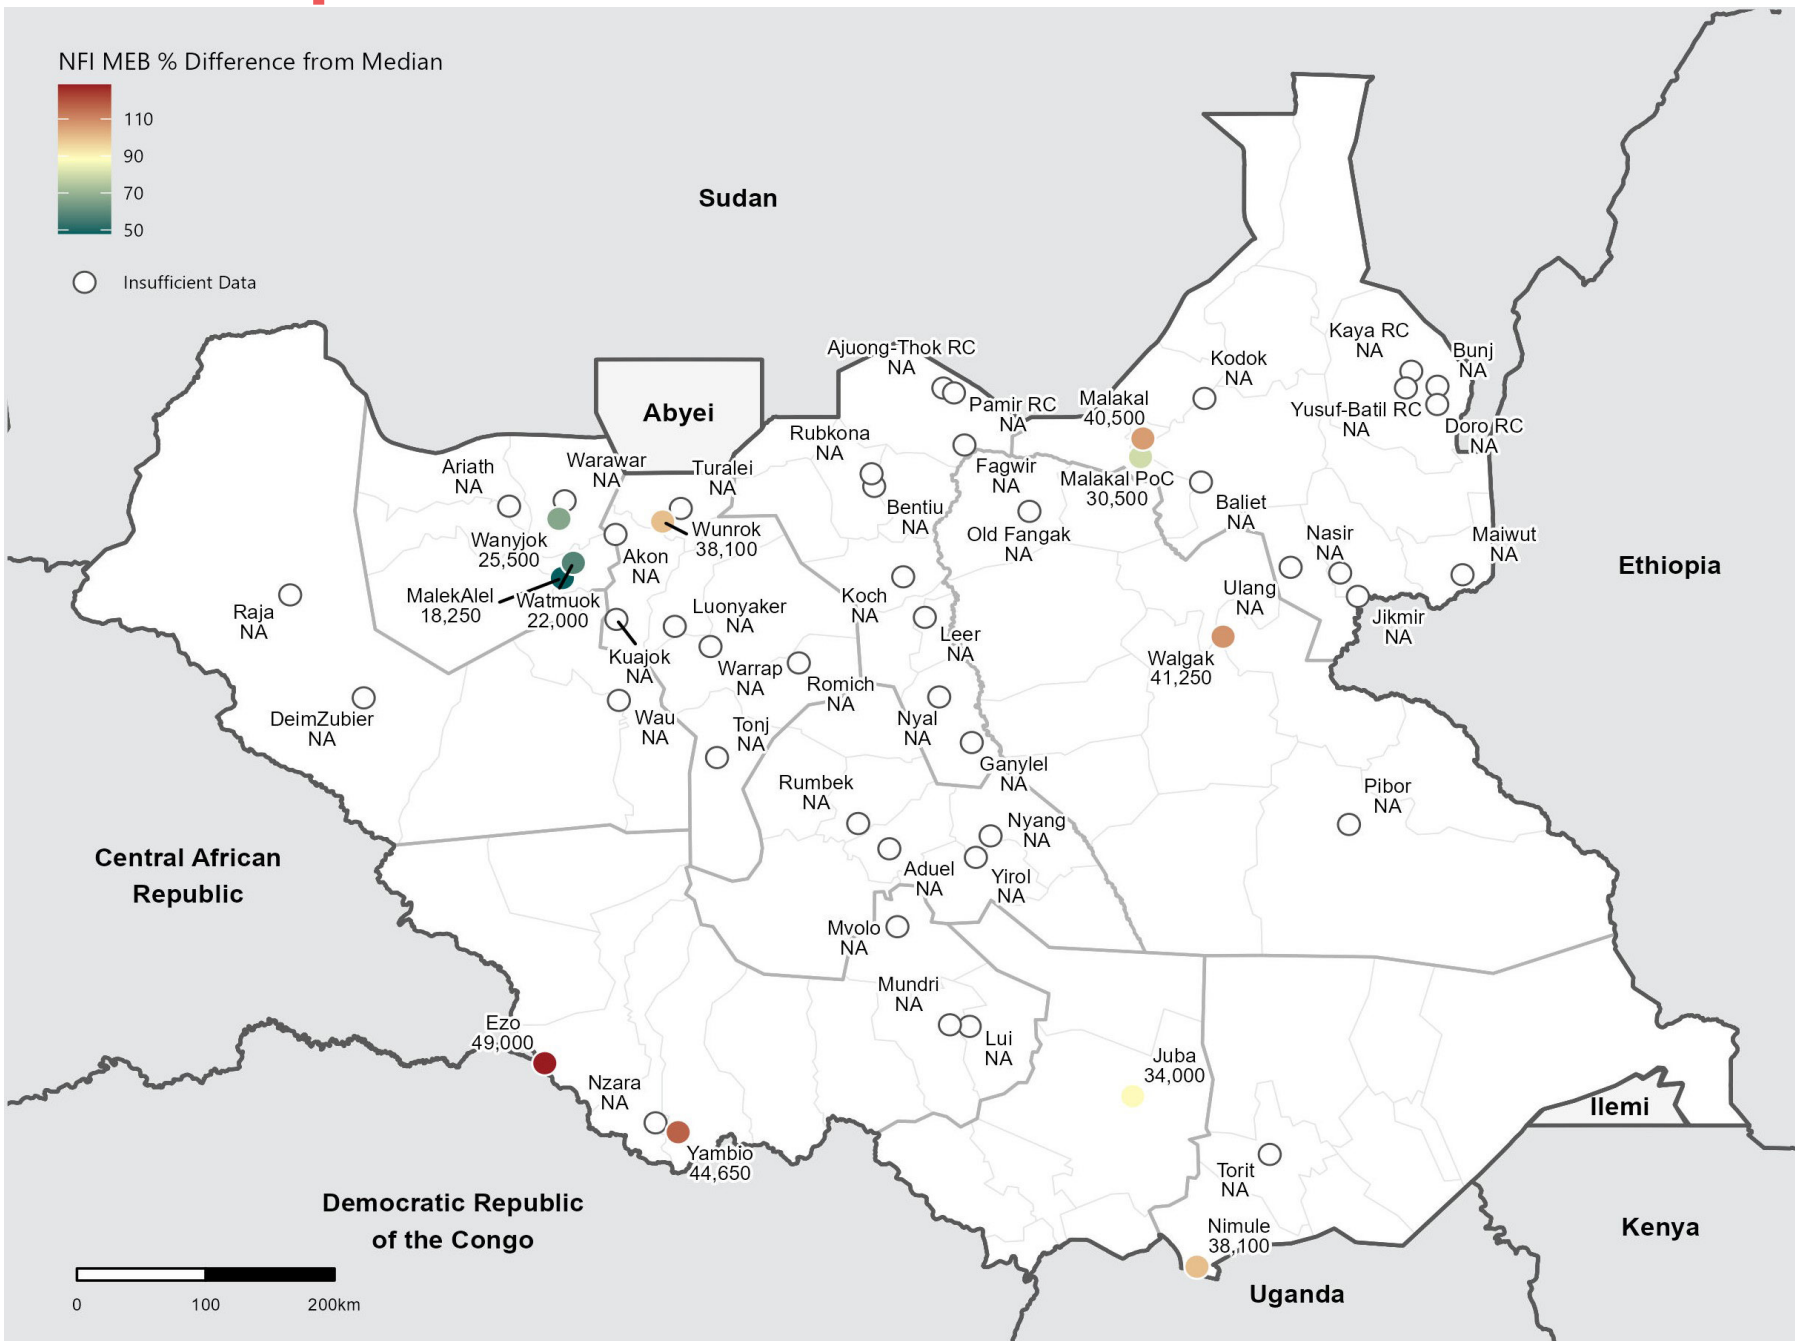 NFI MEB % Difference from Median
110
90
70
50
Insufficient Data
Sudan
Abyei
Ethiopia
Central African
Republic
Democratic Republic
of the Congo
Uganda
Kenya
Ilemi
Kaya RC
NA
Bunj
NA
Yusuf-Batil RC
NA
Doro RC
NA
Ajuong-Thok RC
NA
Pamir RC
NA
Kodok
NA
Malakal
40,500
Malakal PoC
30,500
Rubkona
NA
Bentiu
NA
Fagwir
NA
Old Fangak
NA
Baliet
NA
Nasir
NA
Maiwut
NA
Ulang
NA
Jikmir
NA
Walgak
41,250
Ariath
NA
Warawar
NA
Turalei
NA
Wunrok
38,100
Wanyjok
25,500
Akon
NA
MalekAlel
18,250
Watmuok
22,000
Raja
NA
DeimZubier
NA
Kuajok
NA
Luonyaker
NA
Warrap
NA
Romich
NA
Koch
NA
Leer
NA
Wau
NA
Tonj
NA
Nyal
NA
Ganylel
NA
Rumbek
NA
Aduel
NA
Nyang
NA
Yirol
NA
Pibor
NA
Mvolo
NA
Mundri
NA
Lui
NA
Ezo
49,000
Nzara
NA
Yambio
44,650
Juba
34,000
Torit
NA
Nimule
38,100
0
100
200km